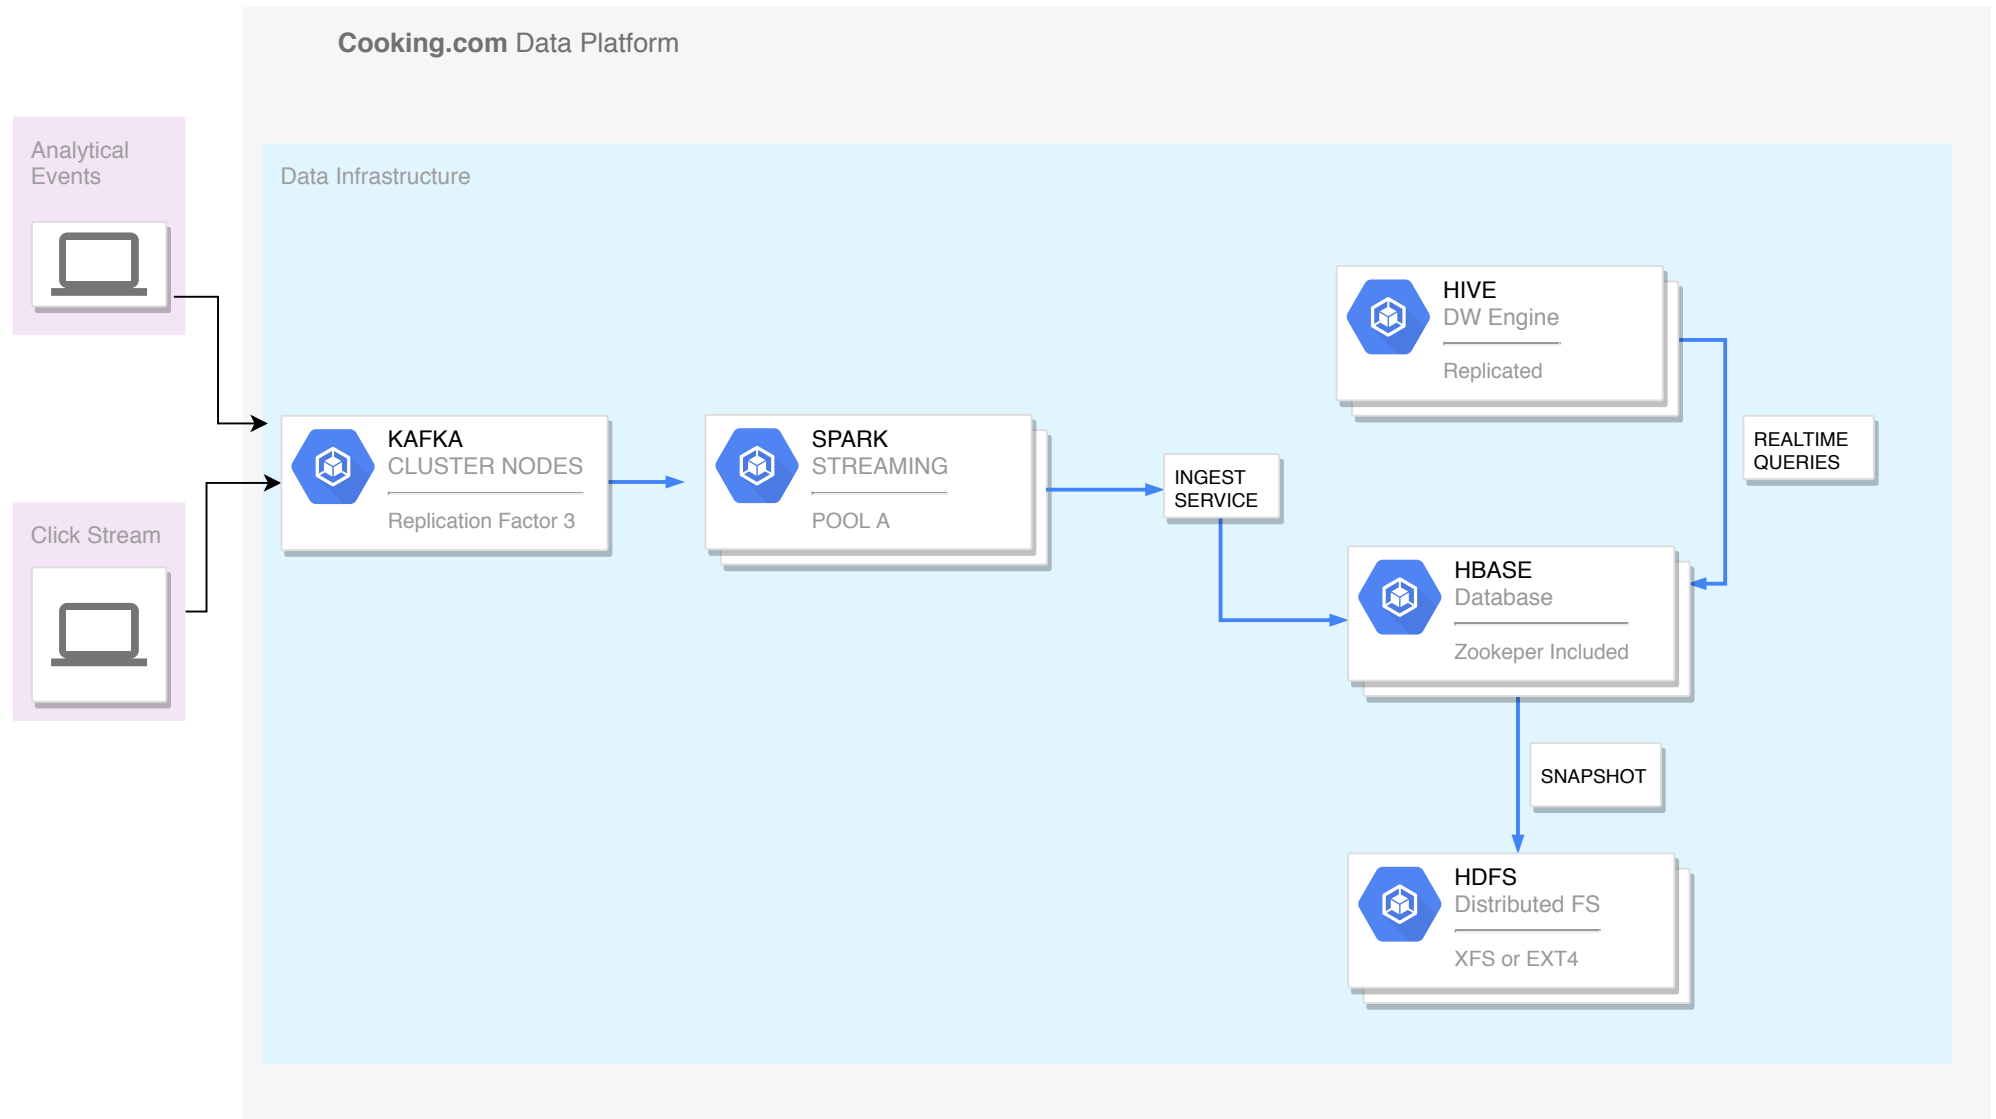 Cooking.com Data Platform
Analytical
Events
Data Infrastructure
HIVE
DW Engine
Replicated
KAFKA
CLUSTER NODES
Replication Factor 3
SPARK
STREAMING
POOL A
INGEST
SERVICE
REALTIME
QUERIES
Click Stream
HBASE
Database
Zookeper Included
SNAPSHOT
HDFS
Distributed FS
XFS or EXT4